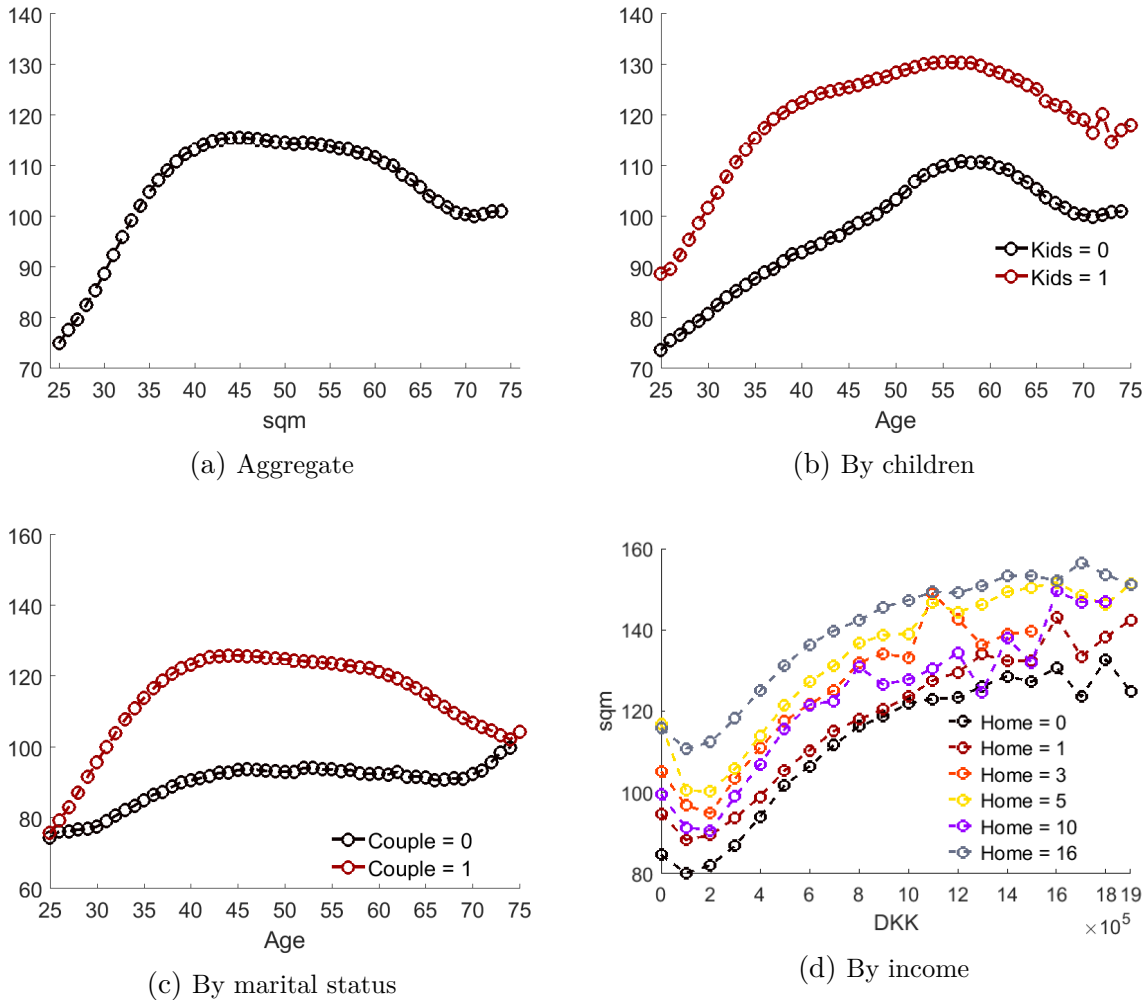 140
130
120
110
100
90
80
70
25 30 35 40 45 50 55 60 65 70 75
sqm
(a) Aggregate
140
130
120
110
100
90
80
70
Kids = 0
Kids = 1
25 30 35 40 45 50 55 60 65 70 75
Age
(b) By children
160
140
120
100
80
60
Couple = 0
Couple = 1
25 30 35 40 45 50 55 60 65 70 75
Age
(c) By marital status
160
140
120
100
80
sqm
Home = 0
Home = 1
Home = 3
Home = 5
Home = 10
Home = 16
0 2 4 6 8 10 12 14 16 18 19
DKK
×10^5
(d) By income